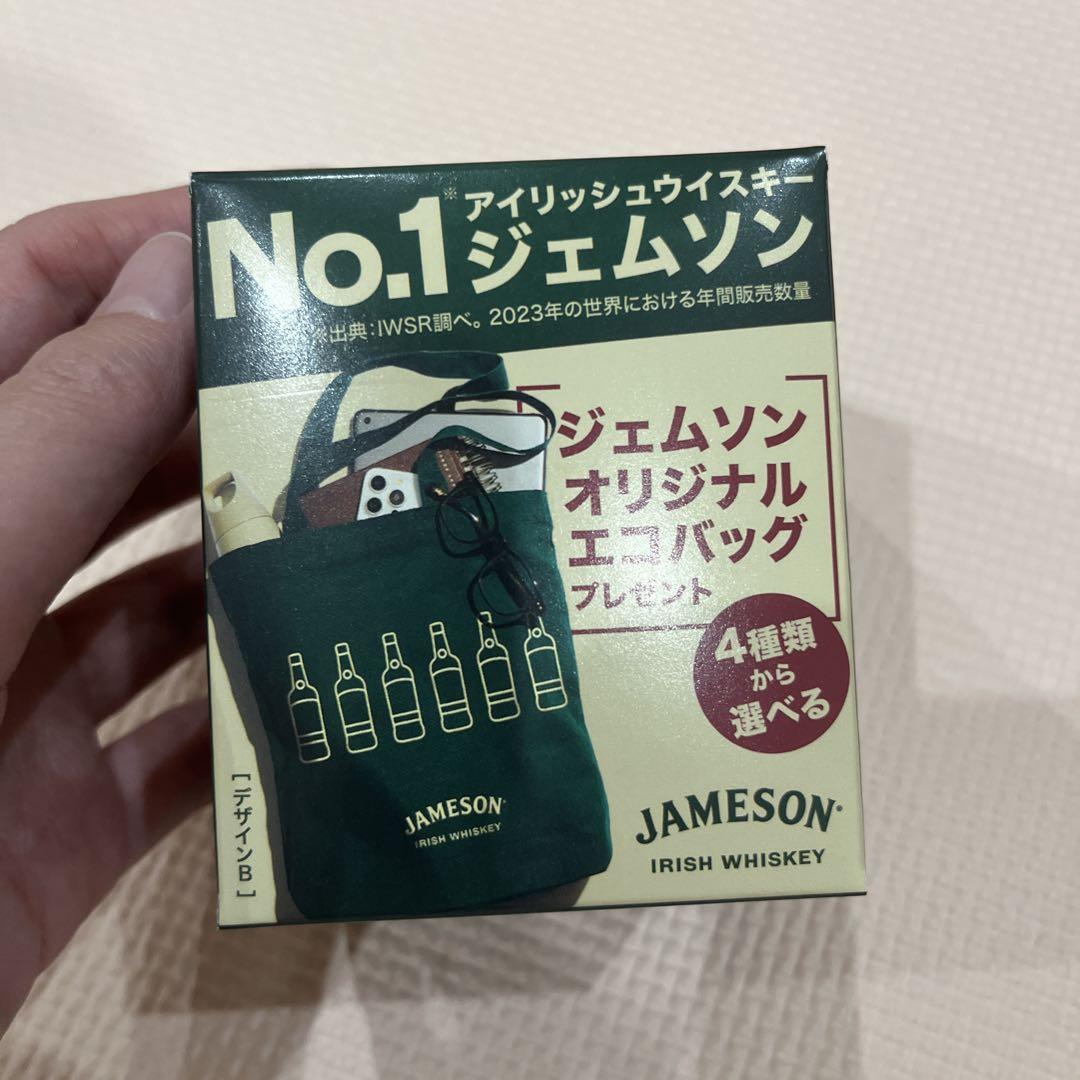 No.1※ アイリッシュウイスキー
ジェムソン
※出典:IWSR調べ。2023年の世界における年間販売数量
ジェムソン
オリジナル
エコバッグ
プレゼント
4種類
から
選べる
JAMESON
IRISH WHISKEY
[デザインB]
JAMESON
IRISH WHISKEY